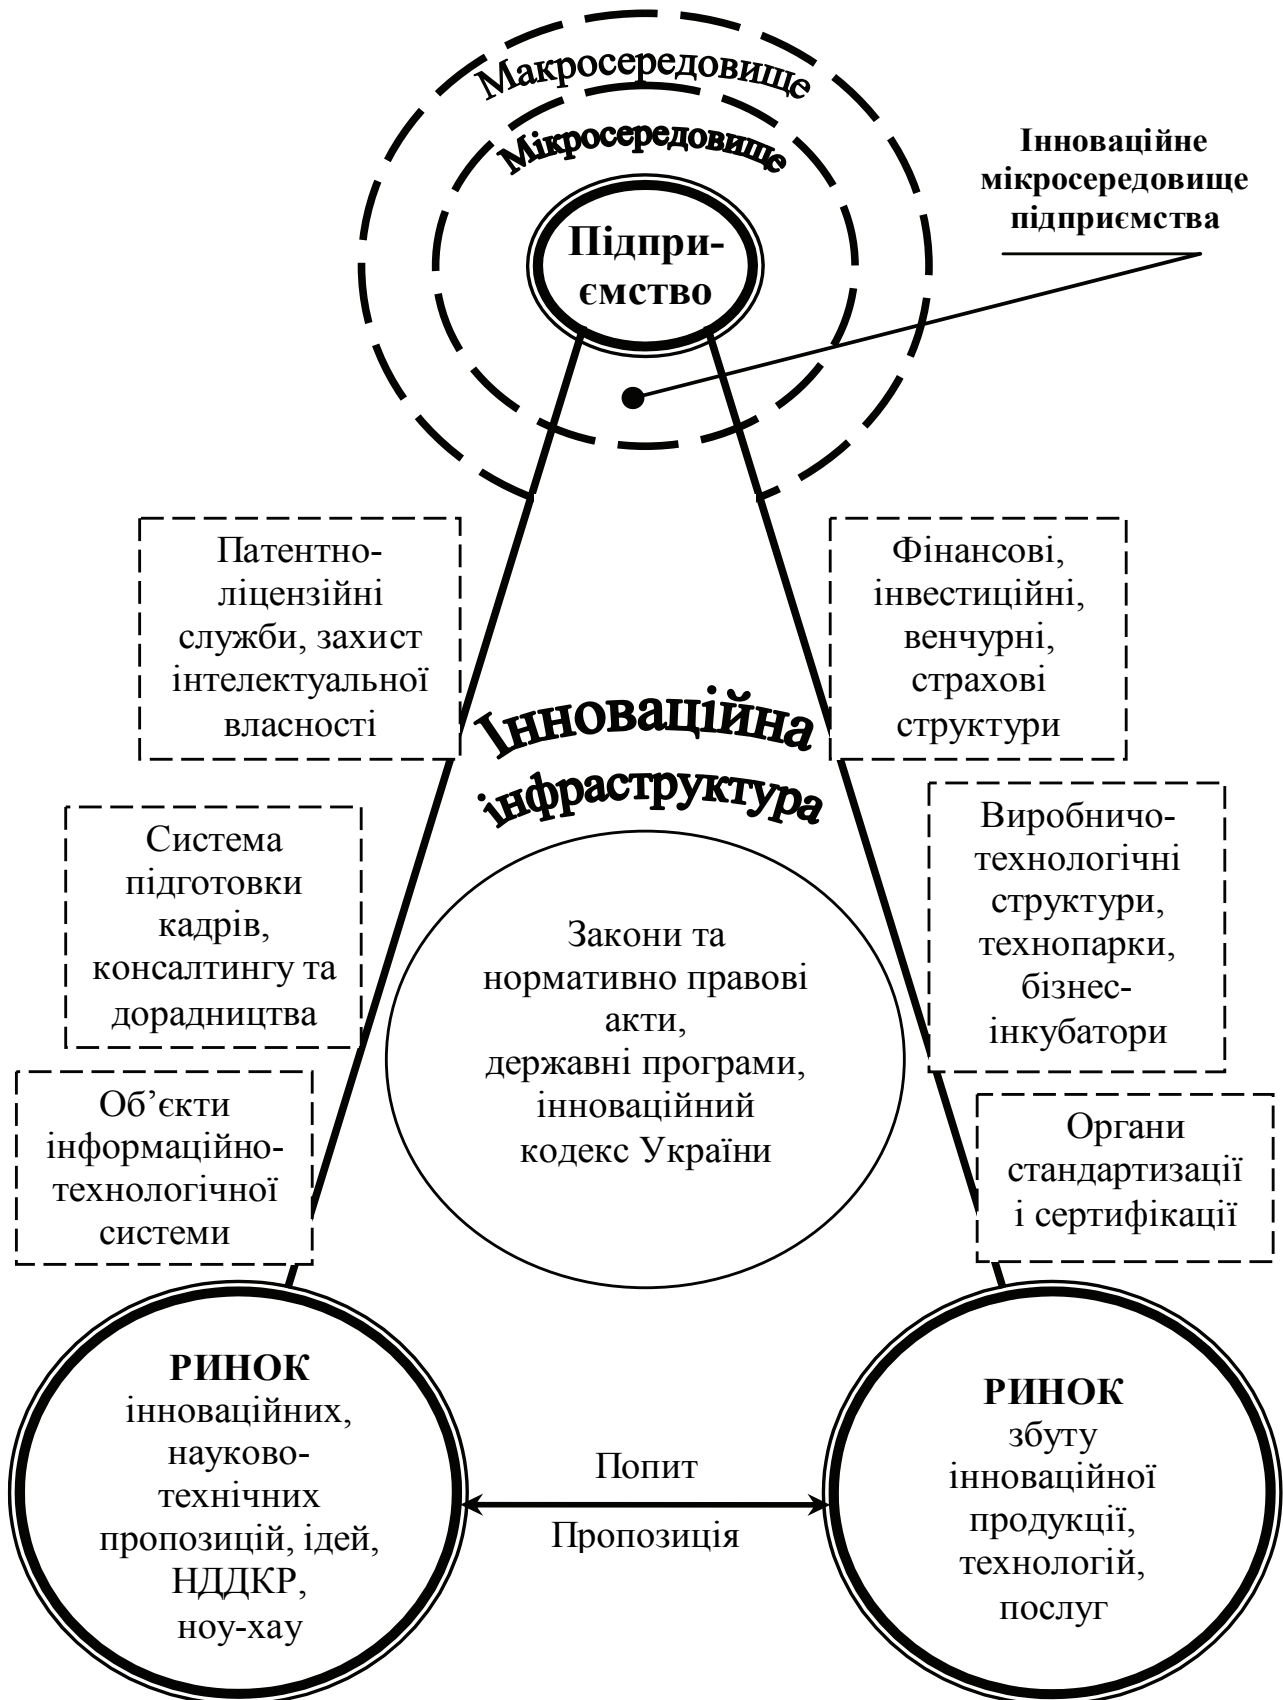 Макросередовище
Мікросередовище
Інноваційне
мікросередовище
підприємства
Підпри-
ємство
Патентно-
ліцензійні
служби, захист
інтелектуальної
власності
Фінансові,
інвестиційні,
венчурні,
страхові
структури
Інноваційна
інфраструктура
Система
підготовки
кадрів,
консалтингу та
дорадництва
Виробничо-
технологічні
структури,
технопарки,
бізнес-
інкубатори
Закони та
нормативно правові
акти,
державні програми,
інноваційний
кодекс України
Об’єкти
інформаційно-
технологічної
системи
Органи
стандартизації
і сертифікації
РИНОК
інноваційних,
науково-
технічних
пропозицій, ідей,
НДДКР,
ноу-хау
Попит
Пропозиція
РИНОК
збуту
інноваційної
продукції,
технологій,
послуг